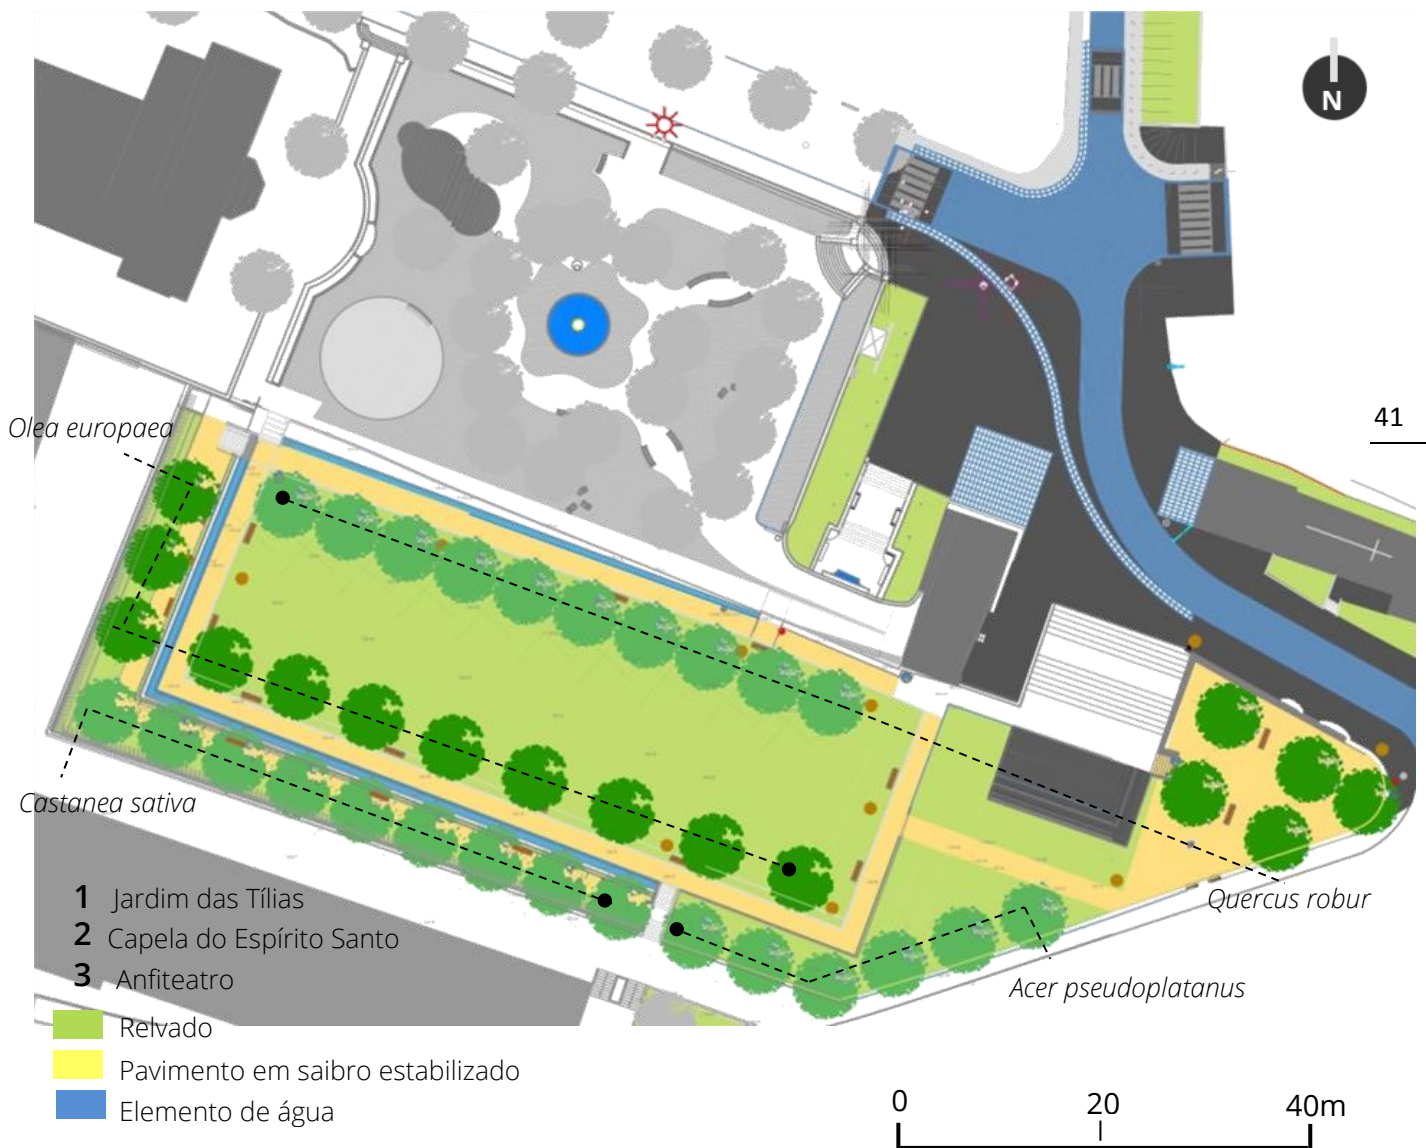 N
41
Olea europaea
Castanea sativa
Quercus robur
Acer pseudoplatanus
1 Jardim das Tílias
2 Capela do Espírito Santo
3 Anfiteatro
Relvado
Pavimento em saibro estabilizado
Elemento de água
0 20 40m